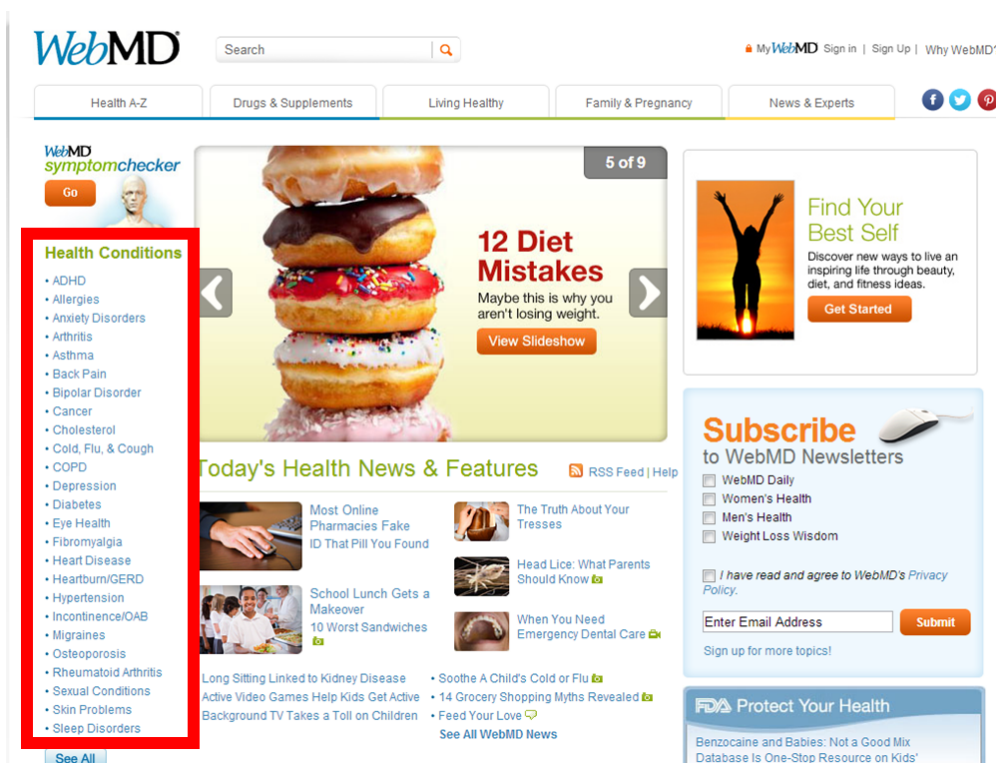 WebMD
Search
My WebMD Sign in | Sign Up | Why WebMD?
Health A-Z
Drugs & Supplements
Living Healthy
Family & Pregnancy
News & Experts
WebMD
symptomchecker
Go
Health Conditions
• ADHD
• Allergies
• Anxiety Disorders
• Arthritis
• Asthma
• Back Pain
• Bipolar Disorder
• Cancer
• Cholesterol
• Cold, Flu, & Cough
• COPD
• Depression
• Diabetes
• Eye Health
• Fibromyalgia
• Heart Disease
• Heartburn/GERD
• Hypertension
• Incontinence/OAB
• Migraines
• Osteoporosis
• Rheumatoid Arthritis
• Sexual Conditions
• Skin Problems
• Sleep Disorders
See All
5 of 9
12 Diet
Mistakes
Maybe this is why you
aren't losing weight.
View Slideshow
Today's Health News & Features
RSS Feed | Help
Most Online
Pharmacies Fake
ID That Pill You Found
School Lunch Gets a
Makeover
10 Worst Sandwiches
The Truth About Your
Tresses
Head Lice: What Parents
Should Know
When You Need
Emergency Dental Care
Long Sitting Linked to Kidney Disease
Active Video Games Help Kids Get Active
Background TV Takes a Toll on Children
• Soothe A Child's Cold or Flu
• 14 Grocery Shopping Myths Revealed
• Feed Your Love
See All WebMD News
Find Your
Best Self
Discover new ways to live an
inspiring life through beauty,
diet, and fitness ideas.
Get Started
Subscribe
to WebMD Newsletters
WebMD Daily
Women's Health
Men's Health
Weight Loss Wisdom
I have read and agree to WebMD's Privacy
Policy.
Enter Email Address
Submit
Sign up for more topics!
FDA Protect Your Health
Benzocaine and Babies: Not a Good Mix
Database Is One-Stop Resource on Kids'